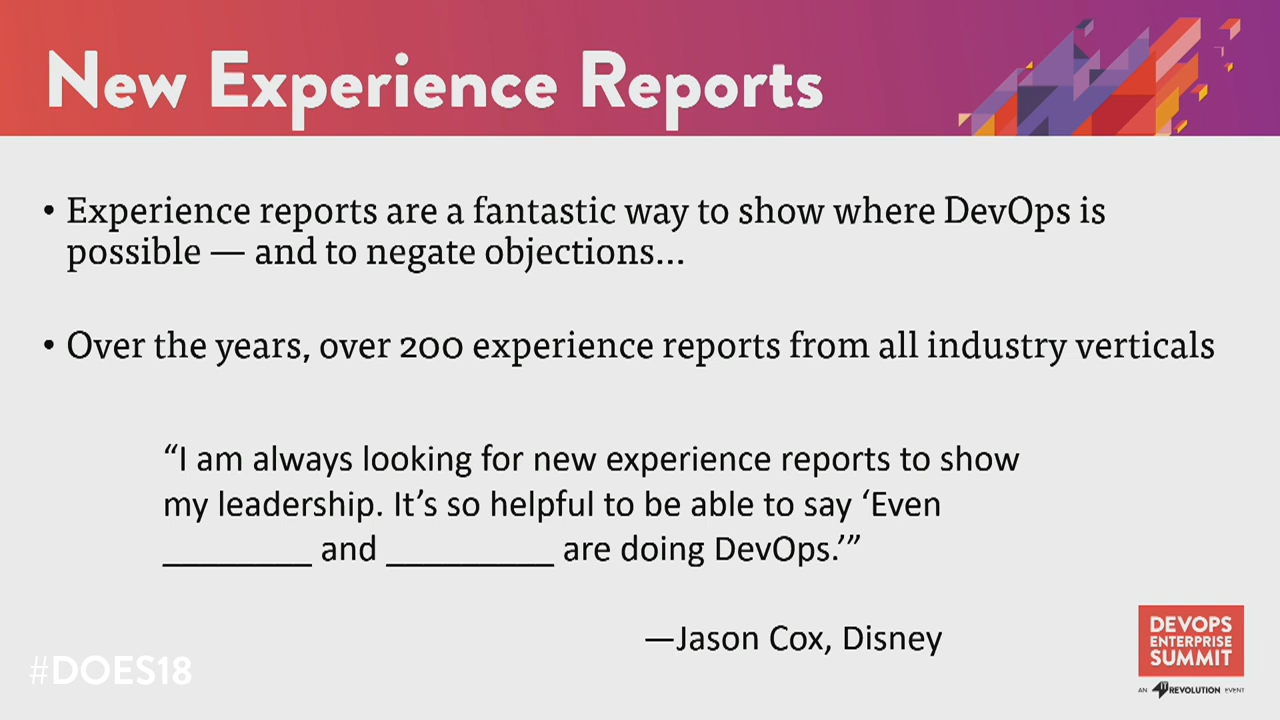 New Experience Reports
• Experience reports are a fantastic way to show where DevOps is
possible — and to negate objections...
• Over the years, over 200 experience reports from all industry verticals
“I am always looking for new experience reports to show
my leadership. It’s so helpful to be able to say ‘Even
________ and _________ are doing DevOps.’”
—Jason Cox, Disney
#DOES18
DEVOPS
ENTERPRISE
SUMMIT
AN IT REVOLUTION EVENT